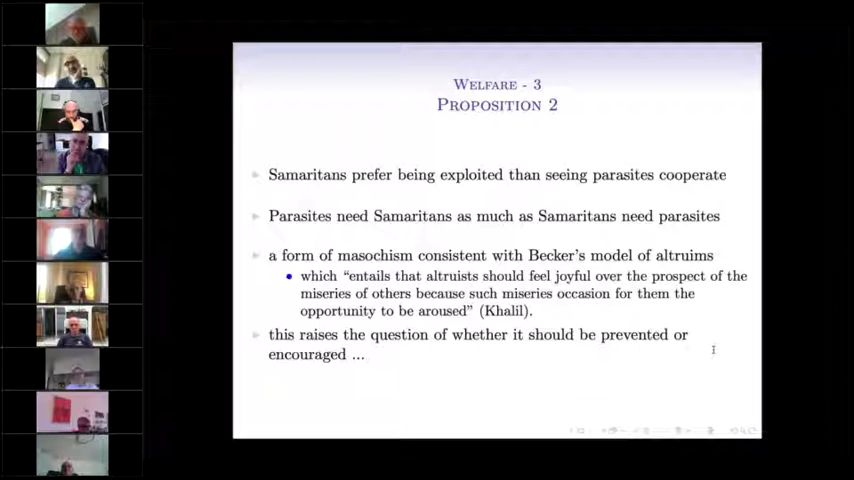 Welfare - 3
Proposition 2
Samaritans prefer being exploited than seeing parasites cooperate
Parasites need Samaritans as much as Samaritans need parasites
a form of masochism consistent with Becker's model of altruims
which “entails that altruists should feel joyful over the prospect of the
miseries of others because such miseries occasion for them the
opportunity to be aroused” (Khalil).
this raises the question of whether it should be prevented or
encouraged ...